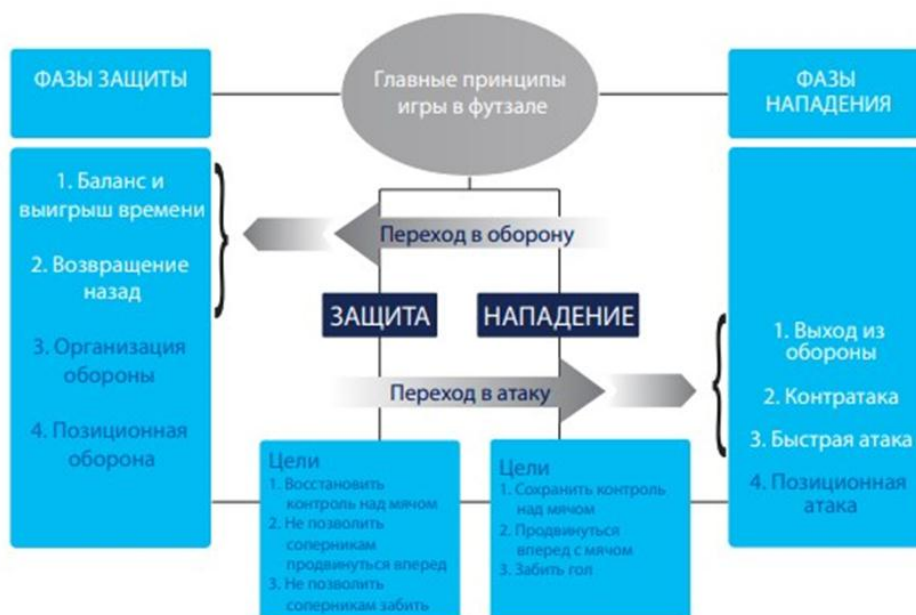 ФАЗЫ ЗАЩИТЫ
Главные принципы
игры в футзале
ФАЗЫ
НАПАДЕНИЯ
1. Баланс и
выигрыш времени
2. Возвращение
назад
3. Организация
обороны
4. Позиционная
оборона
Переход в оборону
ЗАЩИТА
НАПАДЕНИЕ
Переход в атаку
1. Выход из
обороны
2. Контратака
3. Быстрая атака
4. Позиционная
атака
Цели
1. Восстановить
контроль над мячом
2. Не позволить
соперникам
продвинуться вперед
3. Не позволить
соперникам забить
Цели
1. Сохранить контроль
над мячом
2. Продвинуться
вперед с мячом
3. Забить гол